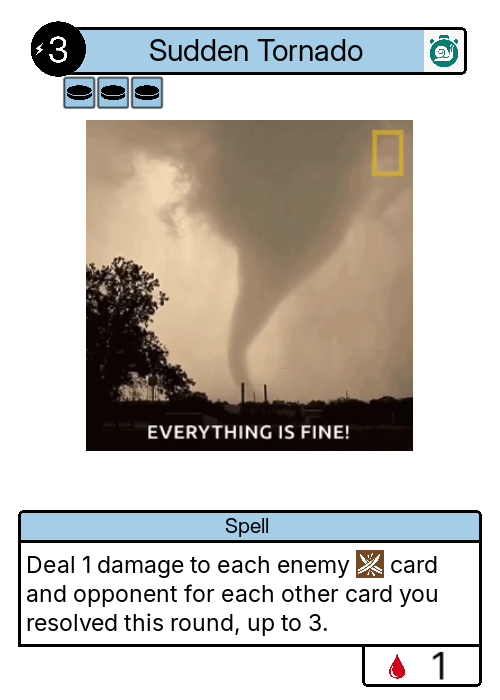 3
Sudden Tornado
EVERYTHING IS FINE!
Spell
Deal 1 damage to each enemy card
and opponent for each other card you
resolved this round, up to 3.
1